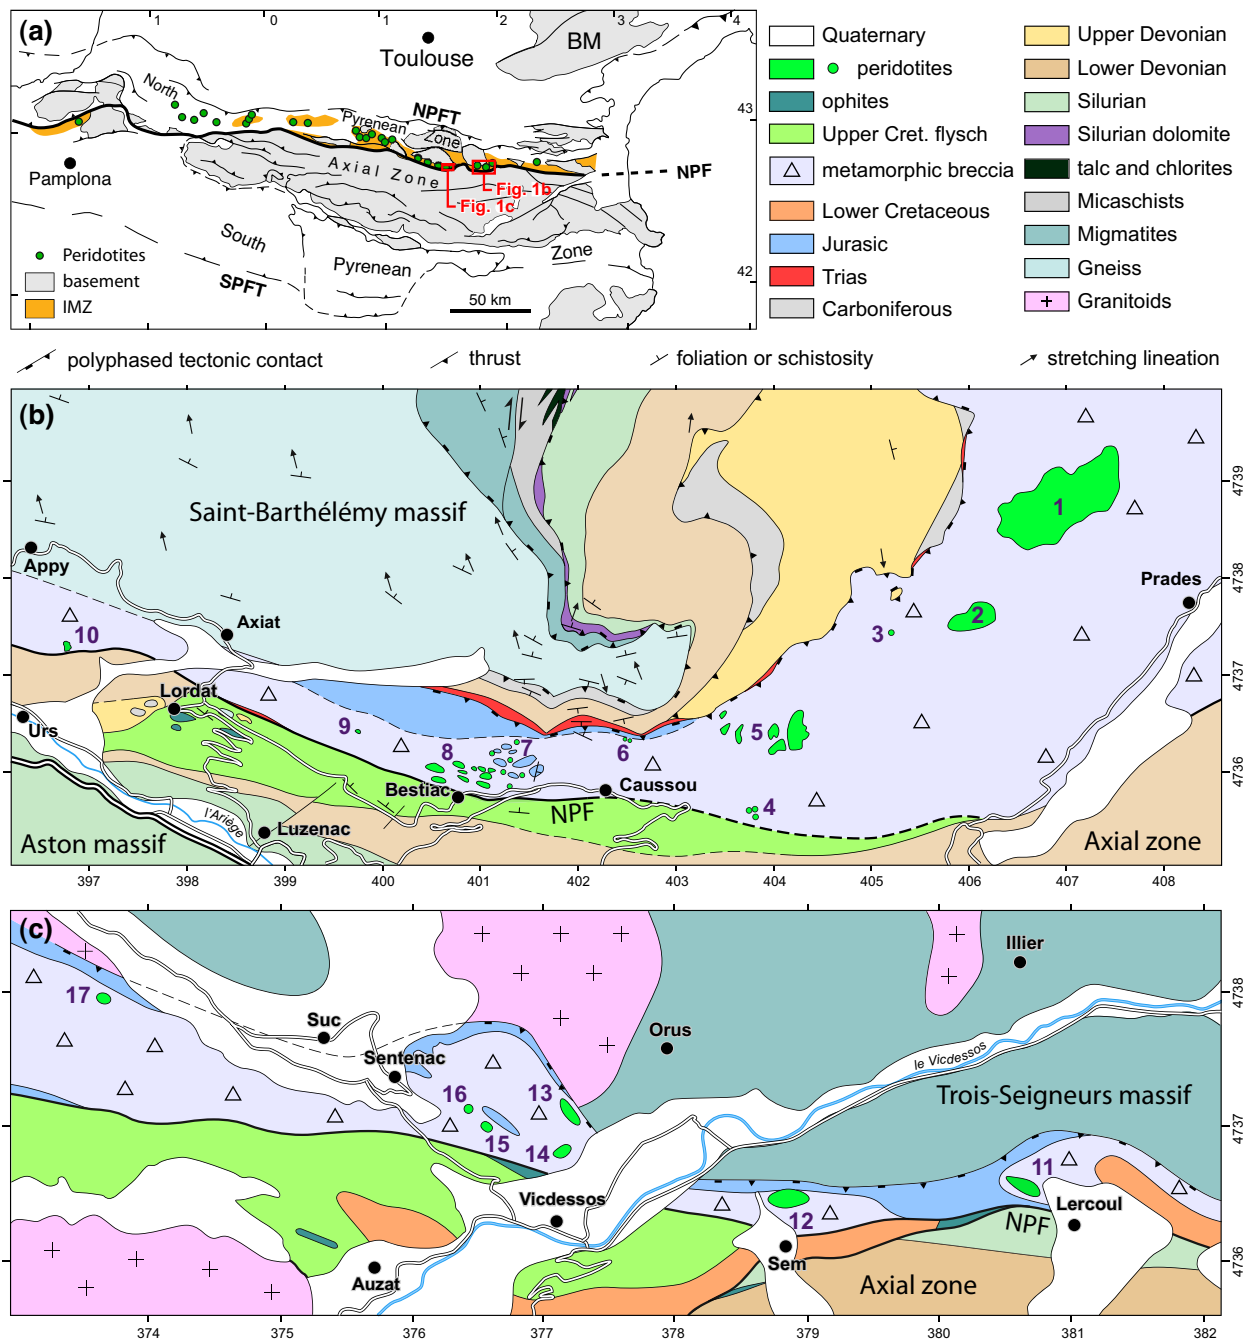 (a)
1
0
1
2
3
4
Toulouse
BM
North
NPFT
Pyrenean
Zone
43
Axial Zone
Pamplona
NPF
Fig. 1b
Fig. 1c
South
Pyrenean
Zone
SPFT
42
Peridotites
basement
IMZ
50 km
1
0
1
2
3
4
Quaternary
peridotites
ophites
Upper Cret. flysch
metamorphic breccia
Lower Cretaceous
Jurasic
Trias
Carboniferous
Upper Devonian
Lower Devonian
Silurian
Silurian dolomite
talc and chlorites
Micaschists
Migmatites
Gneiss
Granitoids
polyphased tectonic contact
thrust
foliation or schistosity
stretching lineation
(b)
4739
Saint-Barthélémy massif
1
Appy
4738
Prades
Axiat
10
2
3
4737
Lordat
Urs
9
5
8
7
6
4736
Bestiac
Caussou
NPF
4
l'Ariège
Luzenac
Aston massif
Axial zone
397
398
399
400
401
402
403
404
405
406
407
408
(c)
Illier
17
4738
Suc
Orus
Sentenac
le Vicdessos
16
13
Trois-Seigneurs massif
15
14
4737
11
Vicdessos
Lercoul
12
NPF
Sem
4736
Auzat
Axial zone
374
375
376
377
378
379
380
381
382